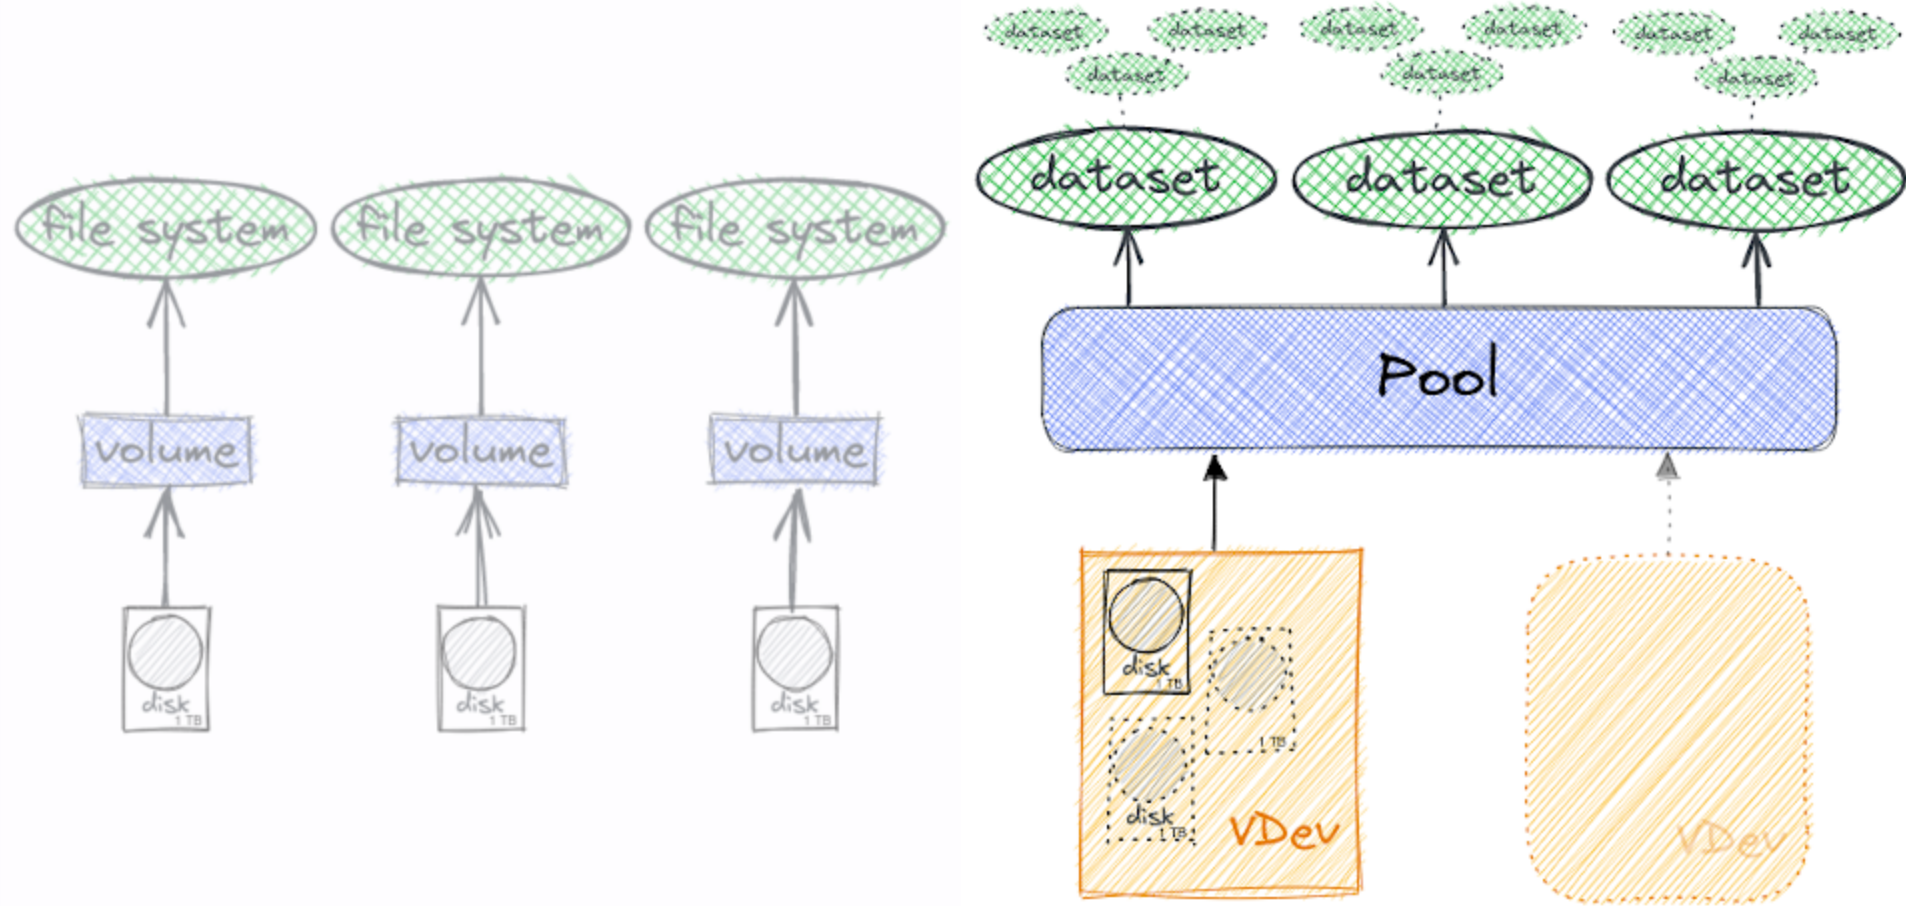 file system
file system
file system
volume
volume
volume
disk
1 TB
disk
1 TB
disk
1 TB
dataset
dataset
dataset
dataset
dataset
dataset
dataset
dataset
dataset
dataset
dataset
dataset
Pool
disk
1 TB
1 TB
disk
1 TB
VDev
VDev